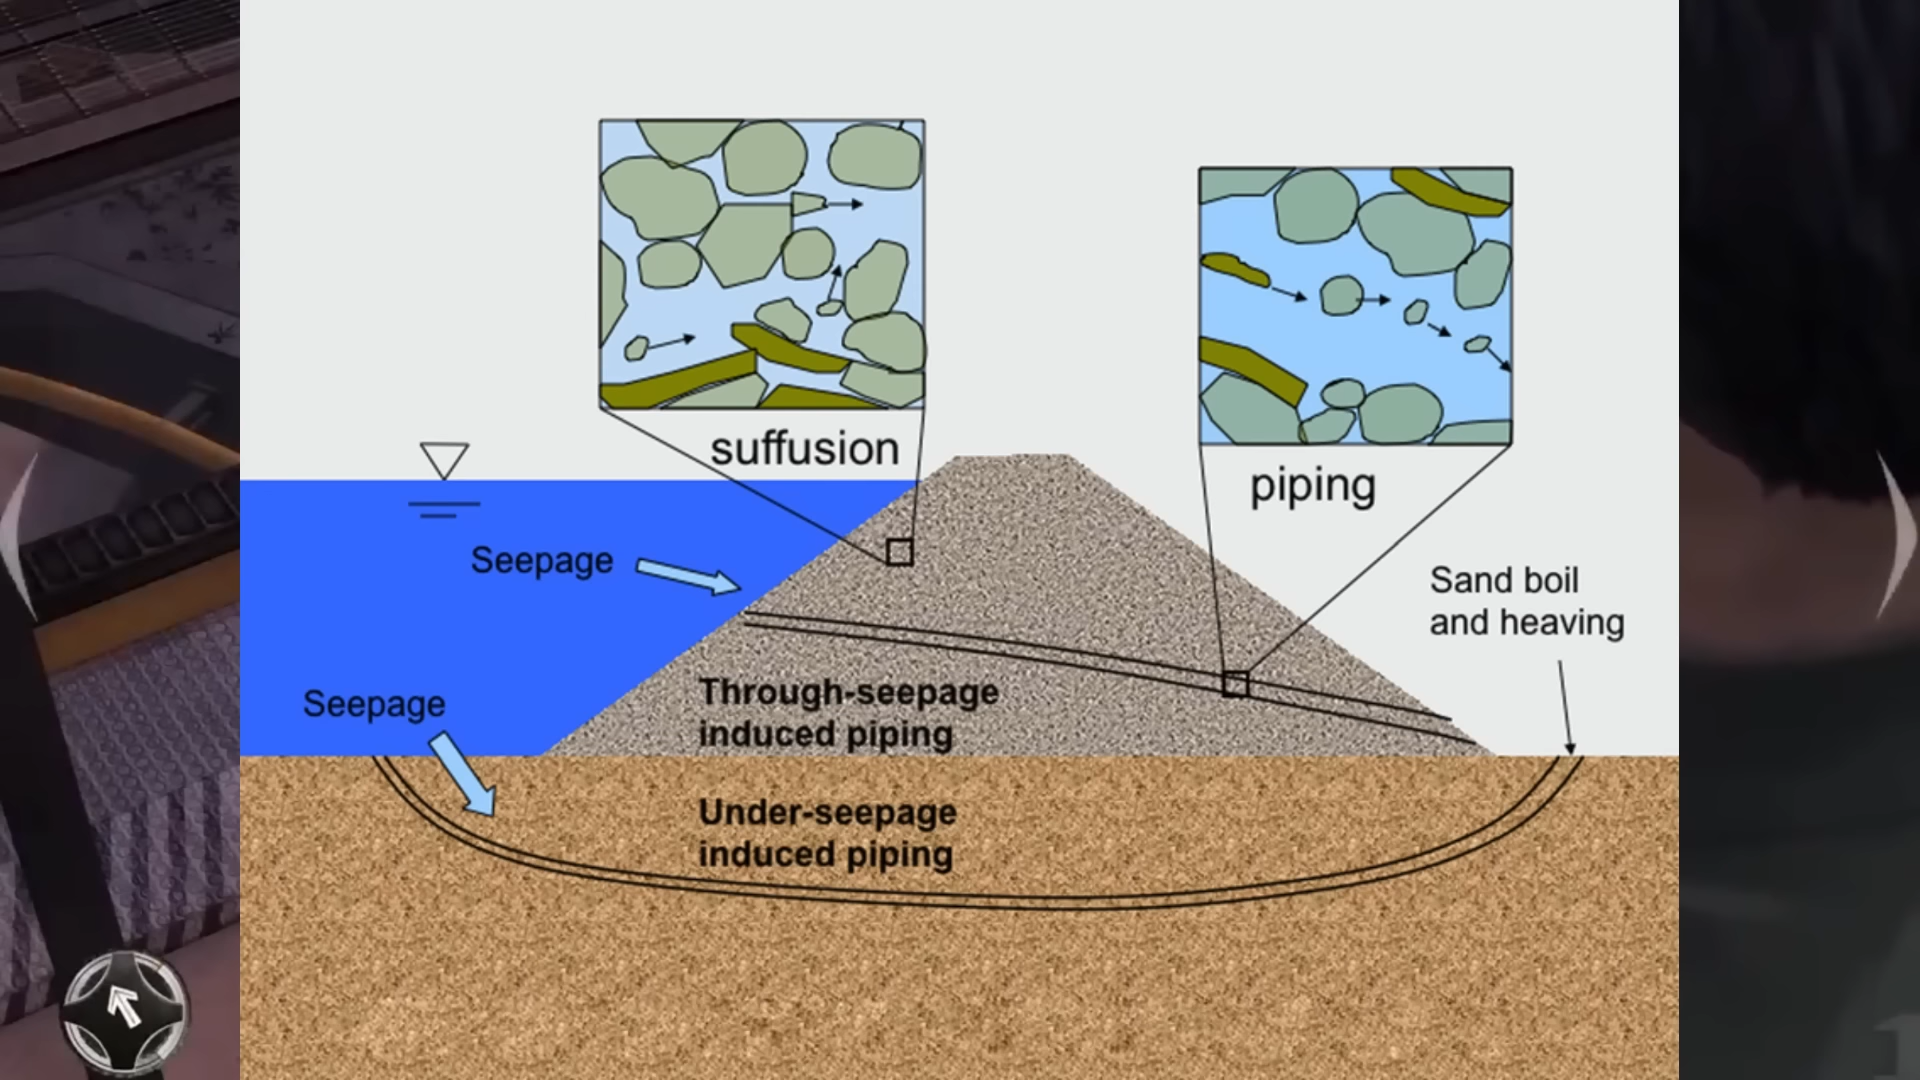 suffusion
piping
Seepage
Sand boil
and heaving
Seepage
Through-seepage
induced piping
Under-seepage
induced piping